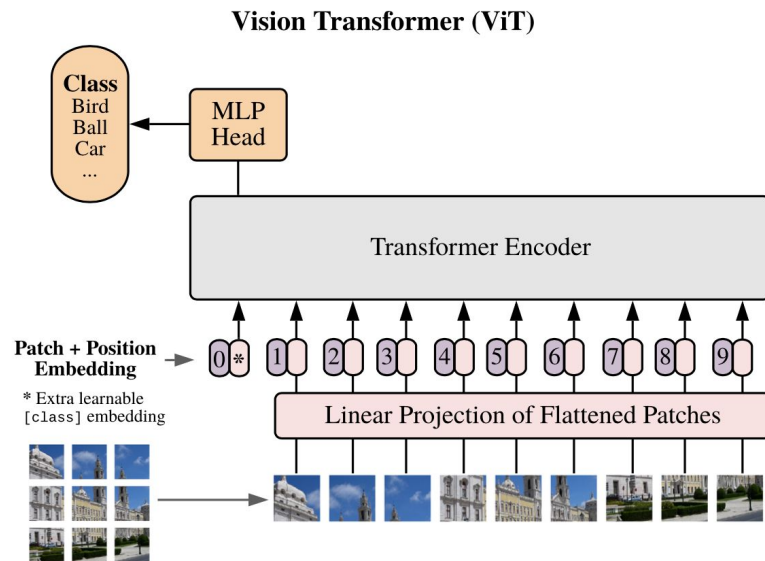 Vision Transformer (ViT)
Class
Bird
Ball
Car
...
MLP
Head
Transformer Encoder
Patch + Position
Embedding
0 * 1 2 3 4 5 6 7 8 9
* Extra learnable
[class] embedding
Linear Projection of Flattened Patches